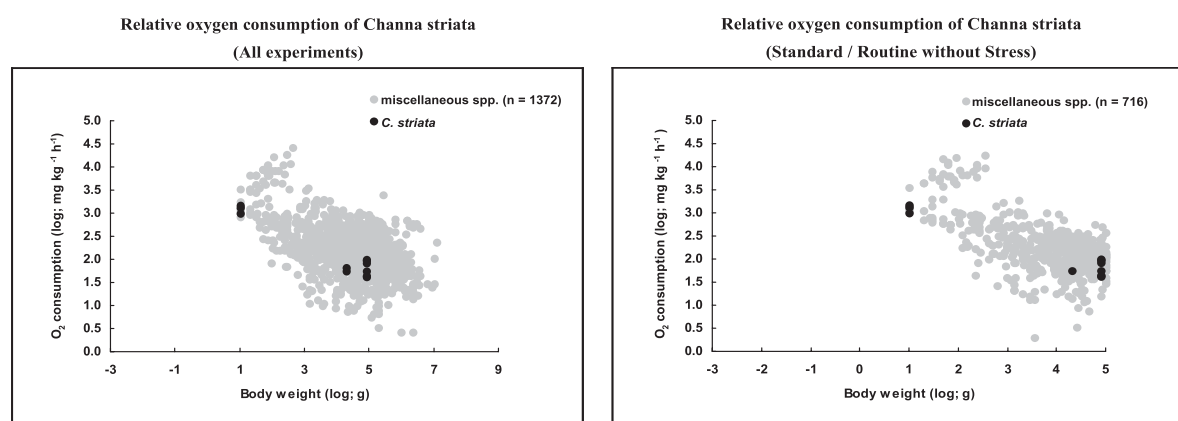 Relative oxygen consumption of Channa striata
(All experiments)
miscellaneous spp. (n = 1372)
C. striata
5.0
4.5
4.0
3.5
3.0
2.5
2.0
1.5
1.0
0.5
0.0
O2 consumption (log; mg kg -1 h-1)
-3 -1 1 3 5 7 9
Body weight (log; g)
Relative oxygen consumption of Channa striata
(Standard / Routine without Stress)
miscellaneous spp. (n = 716)
C. striata
5.0
4.5
4.0
3.5
3.0
2.5
2.0
1.5
1.0
0.5
0.0
O2 consumption (log; mg kg -1 h-1 )
-3 -2 -1 0 1 2 3 4 5
Body weight (log; g)